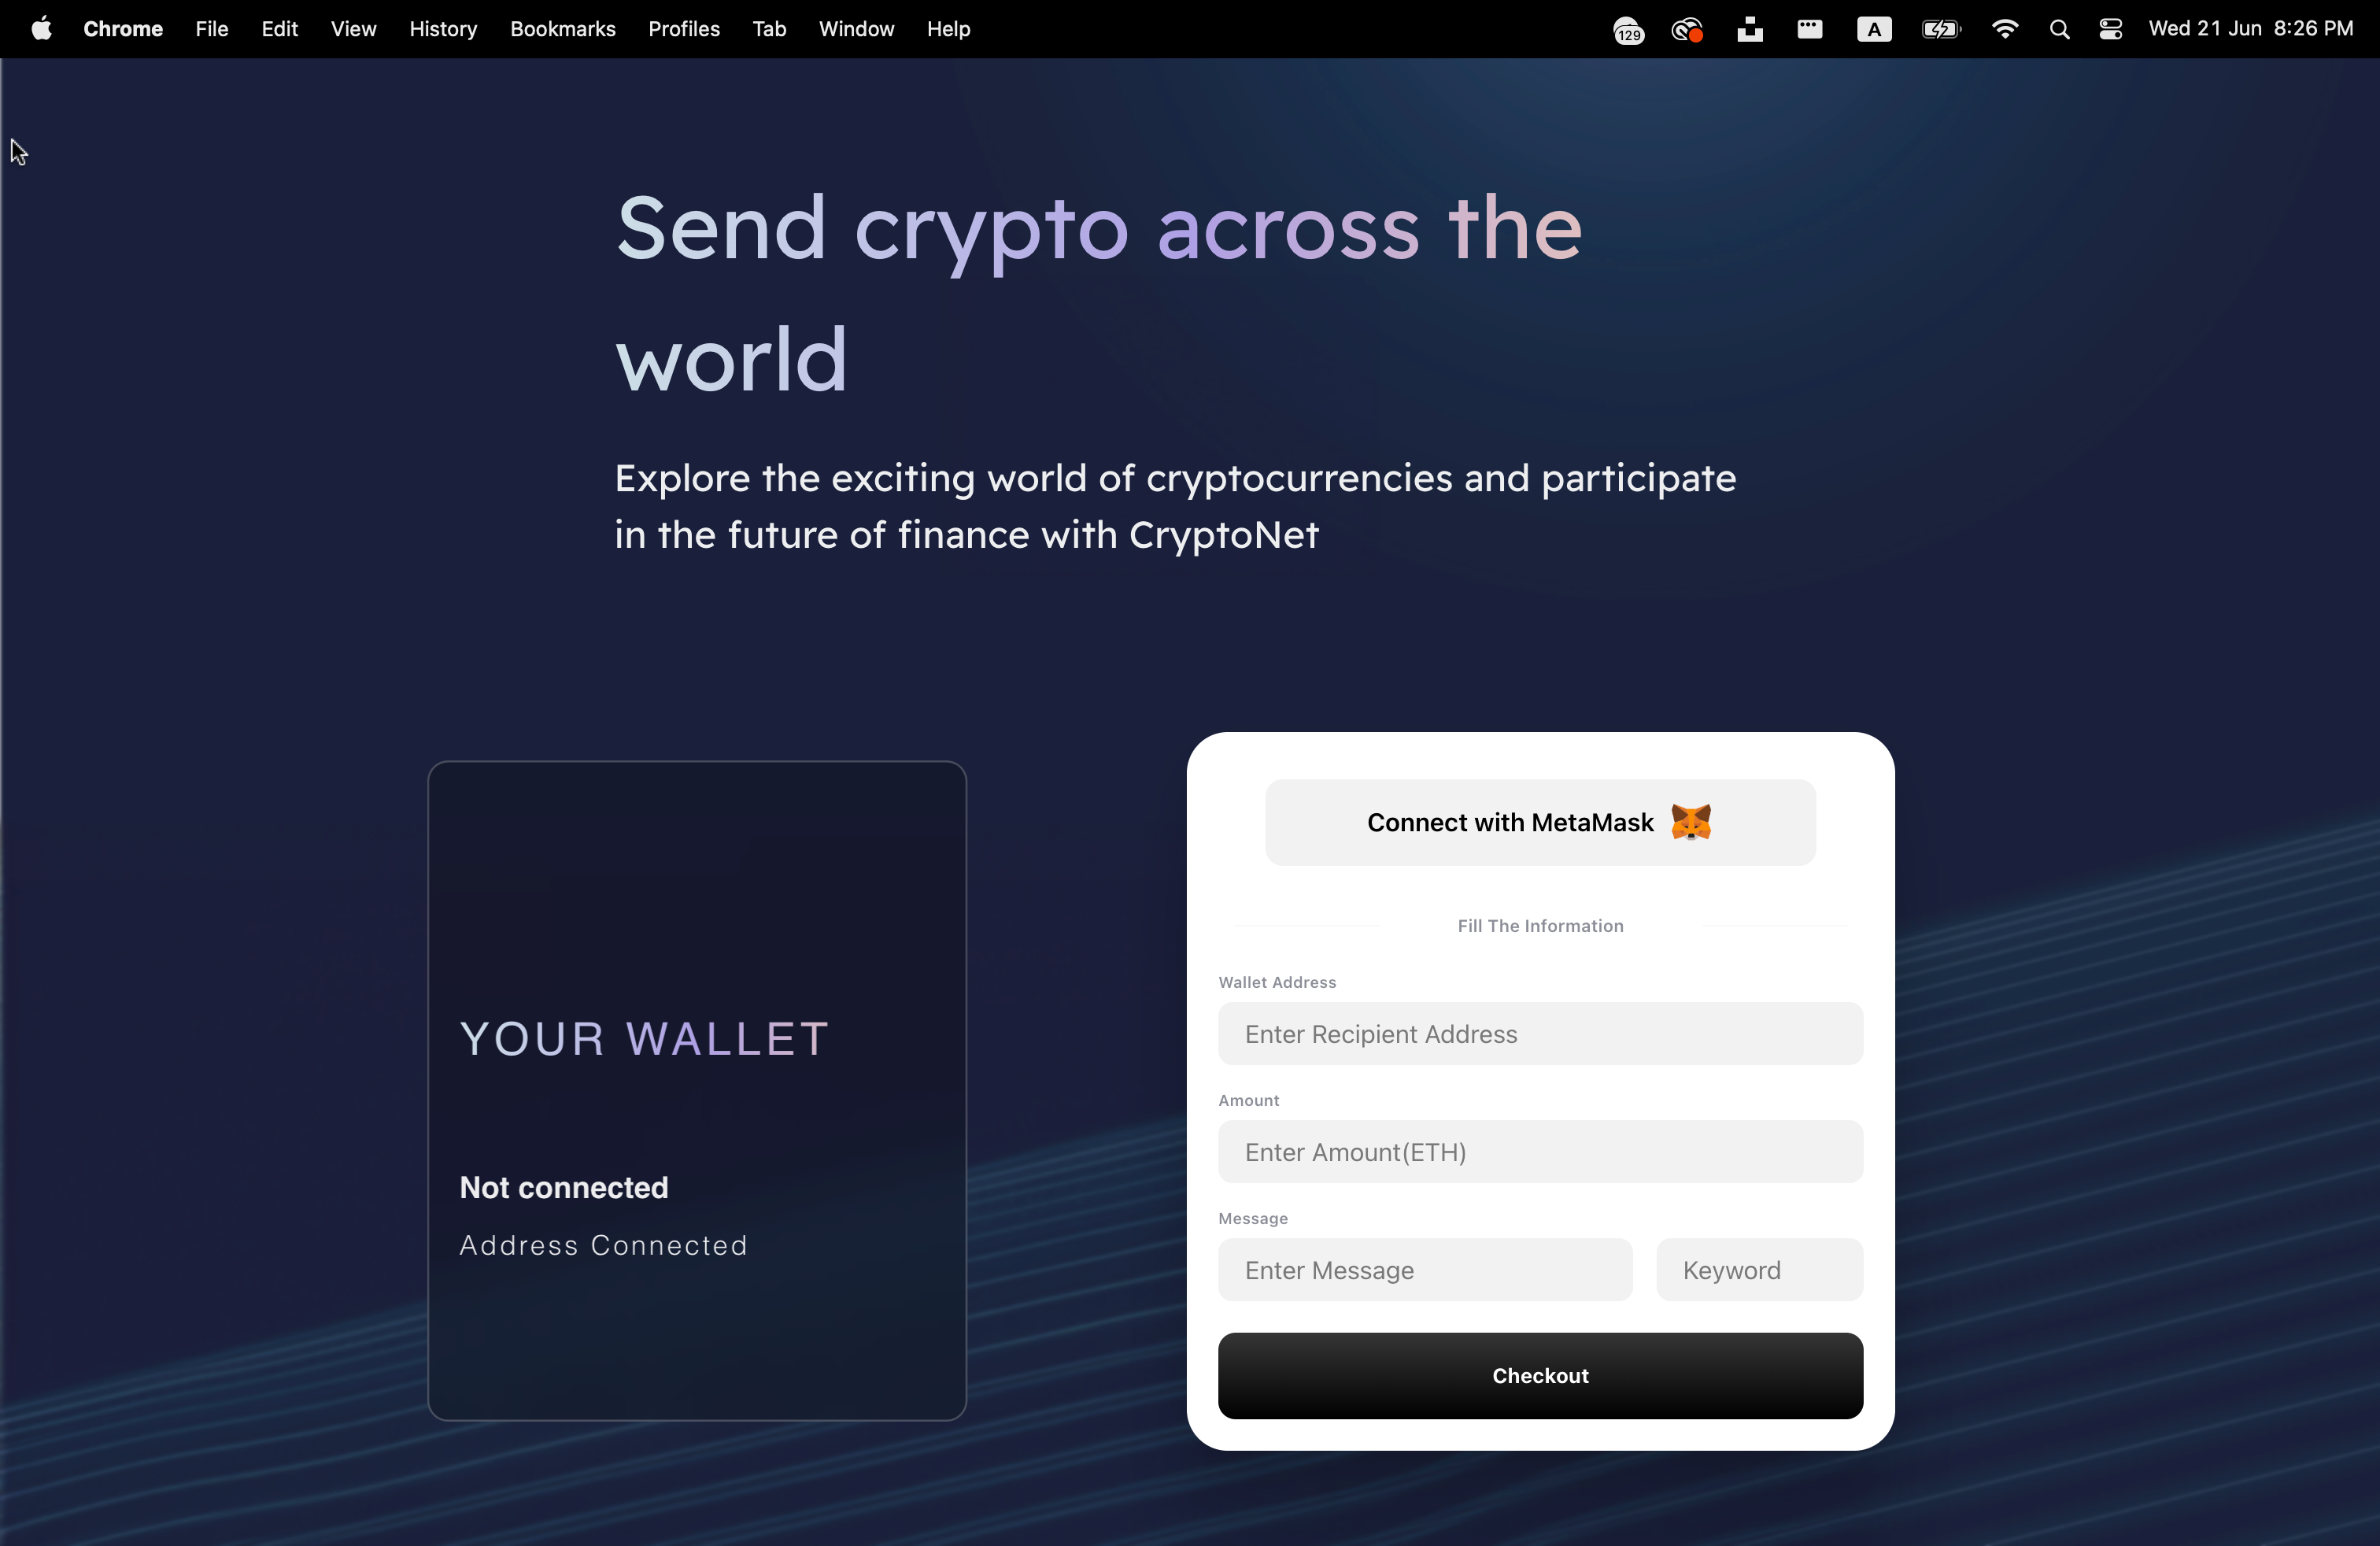 Chrome File Edit View History Bookmarks Profiles Tab Window Help 129 A Wed 21 Jun 8:26 PM
Send crypto across the
world
Explore the exciting world of cryptocurrencies and participate
in the future of finance with CryptoNet
YOUR WALLET
Not connected
Address Connected
Connect with MetaMask
Fill The Information
Wallet Address
Enter Recipient Address
Amount
Enter Amount(ETH)
Message
Enter Message Keyword
Checkout